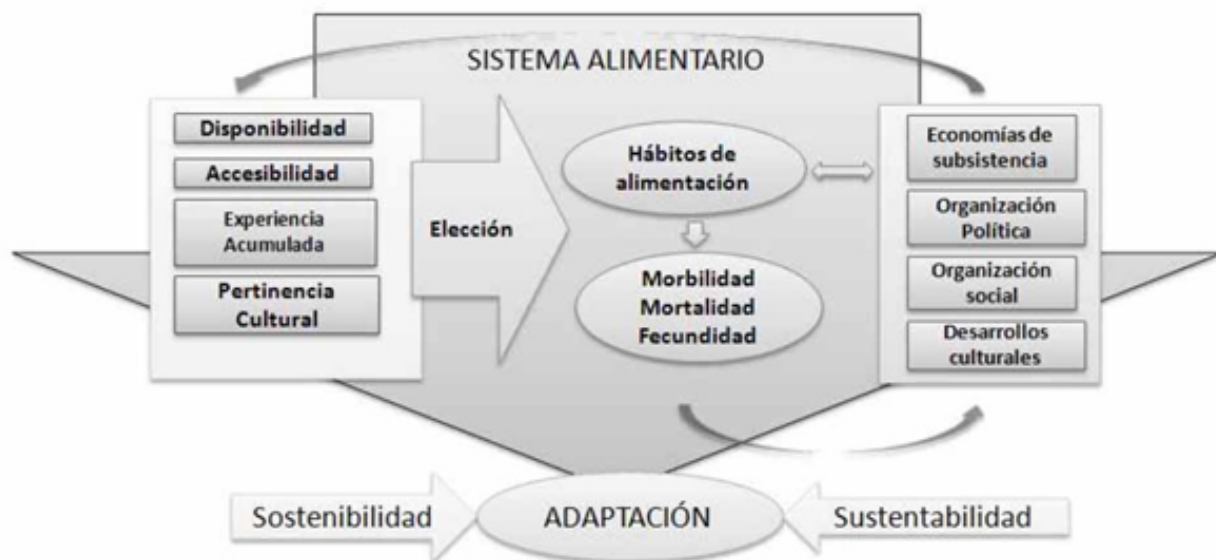 SISTEMA ALIMENTARIO
Disponibilidad
Accesibilidad
Experiencia
Acumulada
Pertinencia
Cultural
Elección
Hábitos de
alimentación
Morbilidad
Mortalidad
Fecundidad
Economías de
subsistencia
Organización
Política
Organización
social
Desarrollos
culturales
Sostenibilidad
ADAPTACIÓN
Sustentabilidad